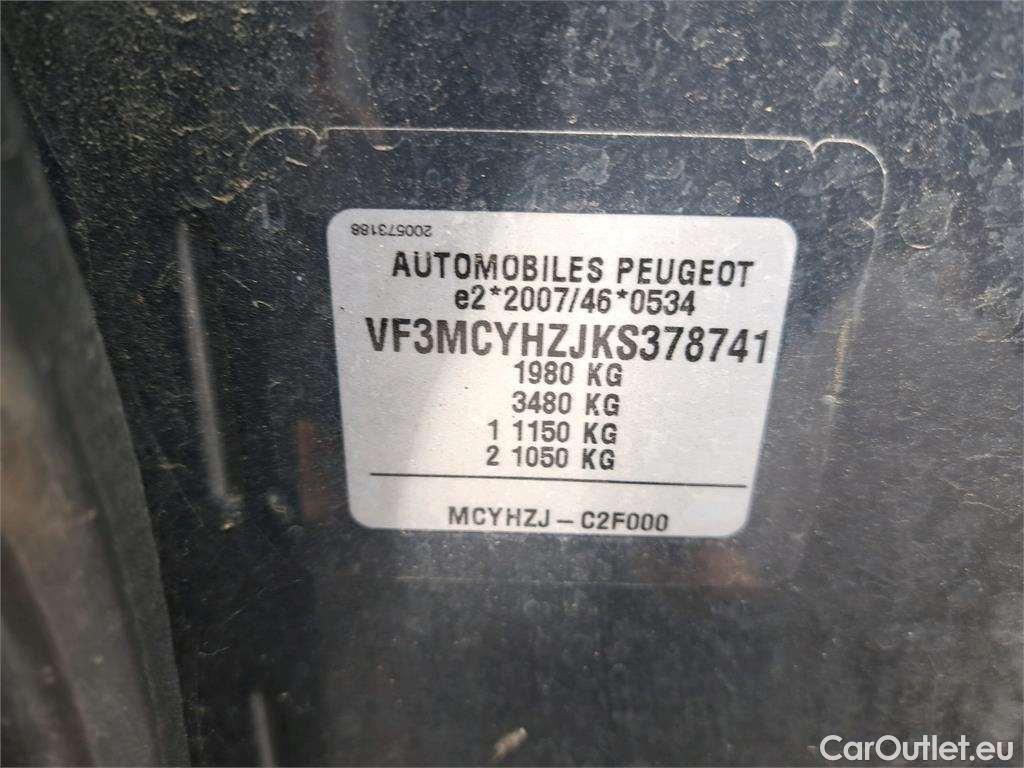 200573188
AUTOMOBILES PEUGEOT
e2*2007/46*0534
VF3MCYHZJKS378741
1980 KG
3480 KG
1 1150 KG
2 1050 KG
MCYHZJ – C2F000
CarOutlet.eu